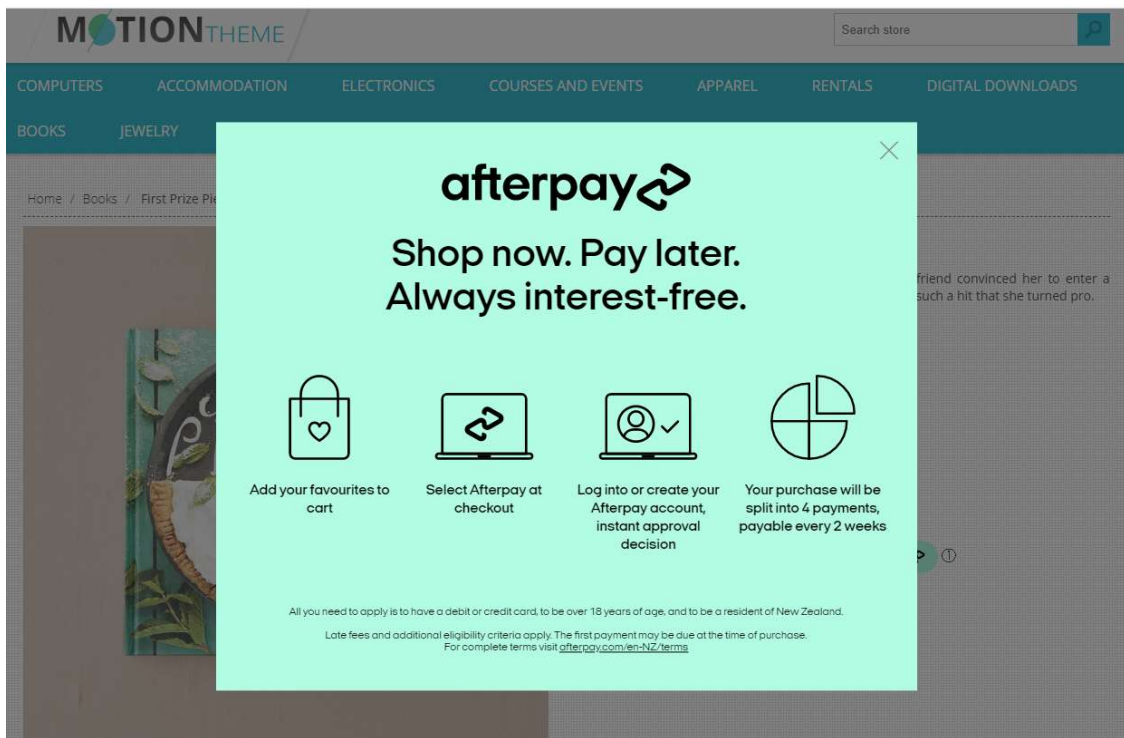 MOTIONTHEME
Search store
COMPUTERS ACCOMMODATION ELECTRONICS COURSES AND EVENTS APPAREL RENTALS DIGITAL DOWNLOADS
BOOKS JEWELRY
Home / Books / First Prize
afterpay
Shop now. Pay later.
Always interest-free.
Add your favourites to
cart
Select Afterpay at
checkout
Log into or create your
Afterpay account,
instant approval
decision
Your purchase will be
split into 4 payments,
payable every 2 weeks
friend convinced her to enter a
such a hit that she turned pro.
All you need to apply is to have a debit or credit card, to be over 18 years of age, and to be a resident of New Zealand.
Late fees and additional eligibility criteria apply. The first payment may be due at the time of purchase.
For complete terms visit afterpay.com/en-NZ/terms